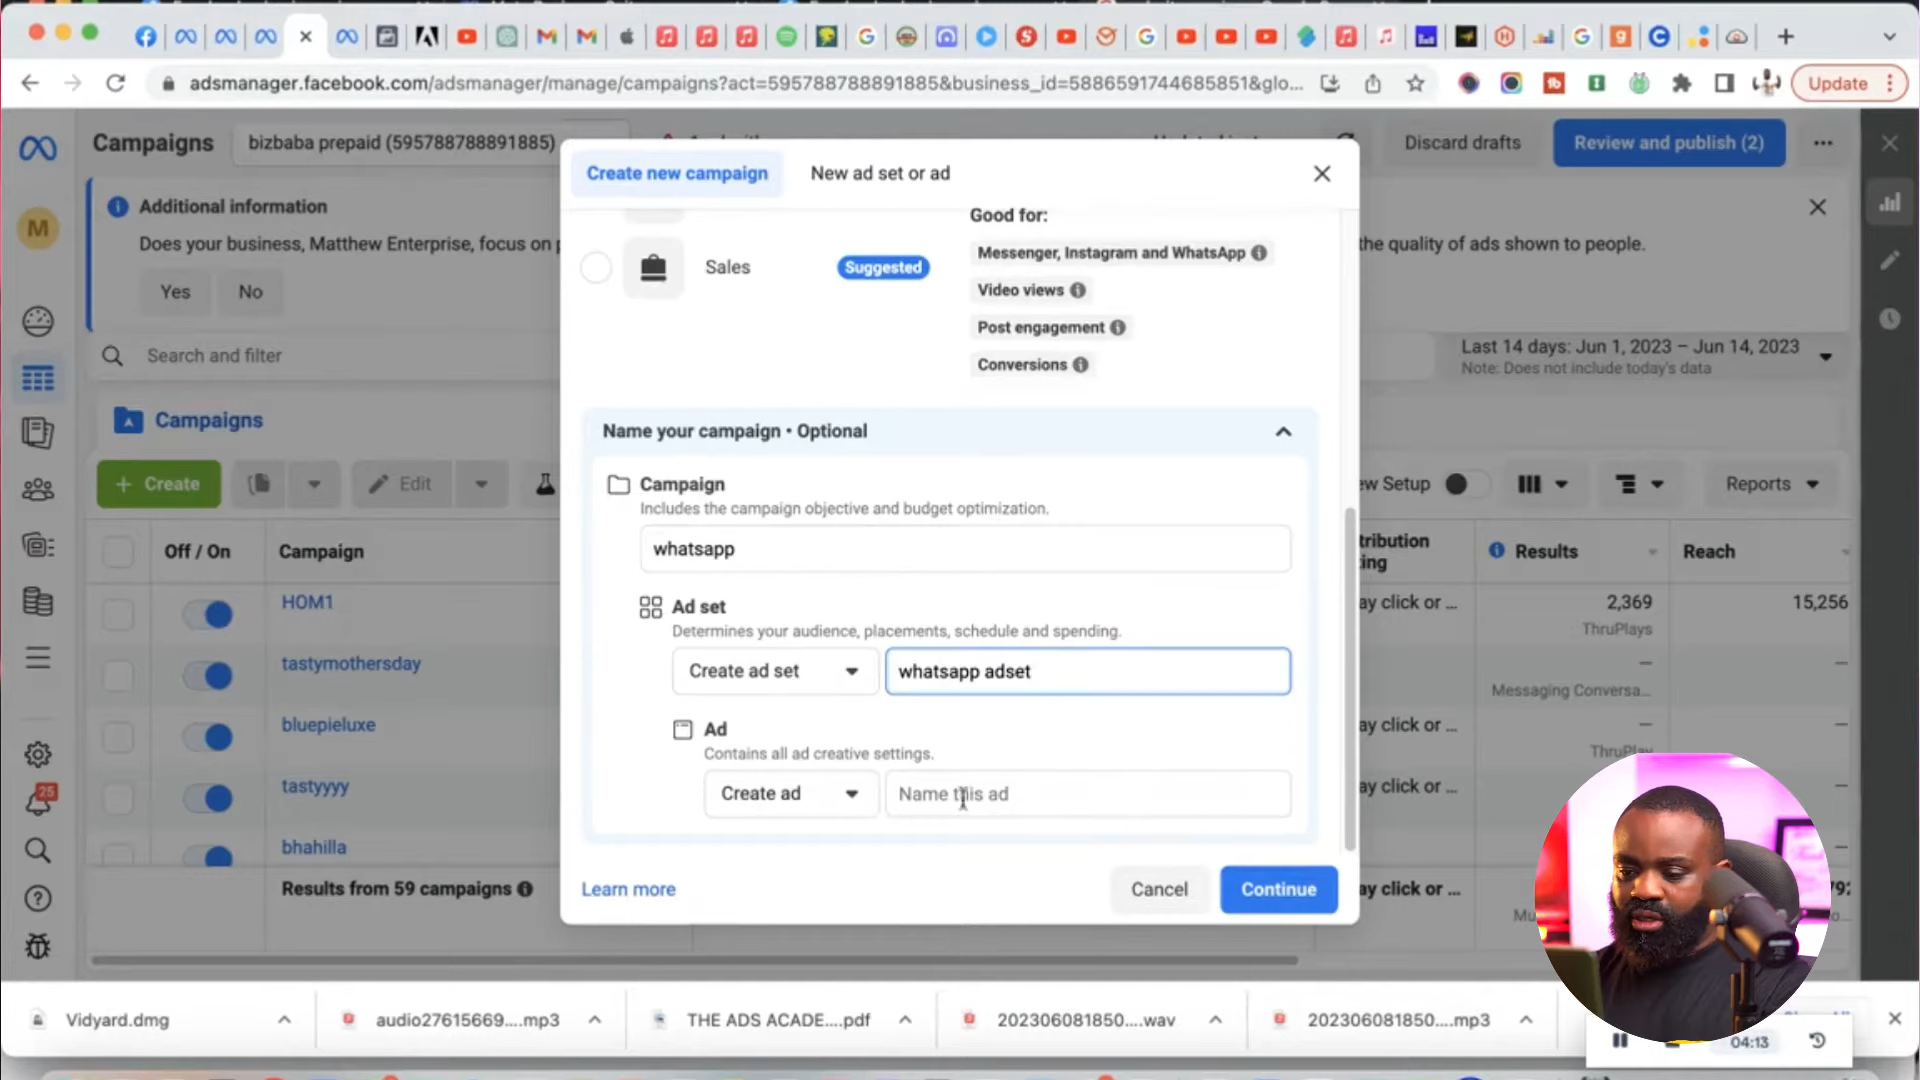 adsmanager.facebook.com/adsmanager/manage/campaigns?act=595788788891885&business_id=5886591744685851&glo...
Update
Campaigns
bizbaba prepaid (595788788891885)
Discard drafts
Review and publish (2)
Create new campaign
New ad set or ad
Additional information
Does your business, Matthew Enterprise, focus on
the quality of ads shown to people.
Yes
No
M
Good for:
Sales
Suggested
Messenger, Instagram and WhatsApp
Video views
Post engagement
Conversions
Search and filter
Last 14 days: Jun 1, 2023 – Jun 14, 2023
Note: Does not include today's data
Campaigns
Name your campaign • Optional
+ Create
Edit
Setup
Reports
Campaign
Includes the campaign objective and budget optimization.
whatsapp
Off / On
Campaign
Results
Reach
HOM1
ay click or ...
2,369
15,256
ThruPlays
Ad set
Determines your audience, placements, schedule and spending.
Create ad set
whatsapp adset
tastymothersday
—
—
Messaging Conversa...
bluepieluxe
ay click or ...
—
—
ThruPlay
Ad
Contains all ad creative settings.
Create ad
Name this ad
tastyyyy
ay click or ...
—
25
bhahilla
—
Results from 59 campaigns
ay click or ...
Learn more
Cancel
Continue
Vidyard.dmg
audio27615669....mp3
THE ADS ACADE....pdf
202306081850....wav
202306081850....mp3
04:13